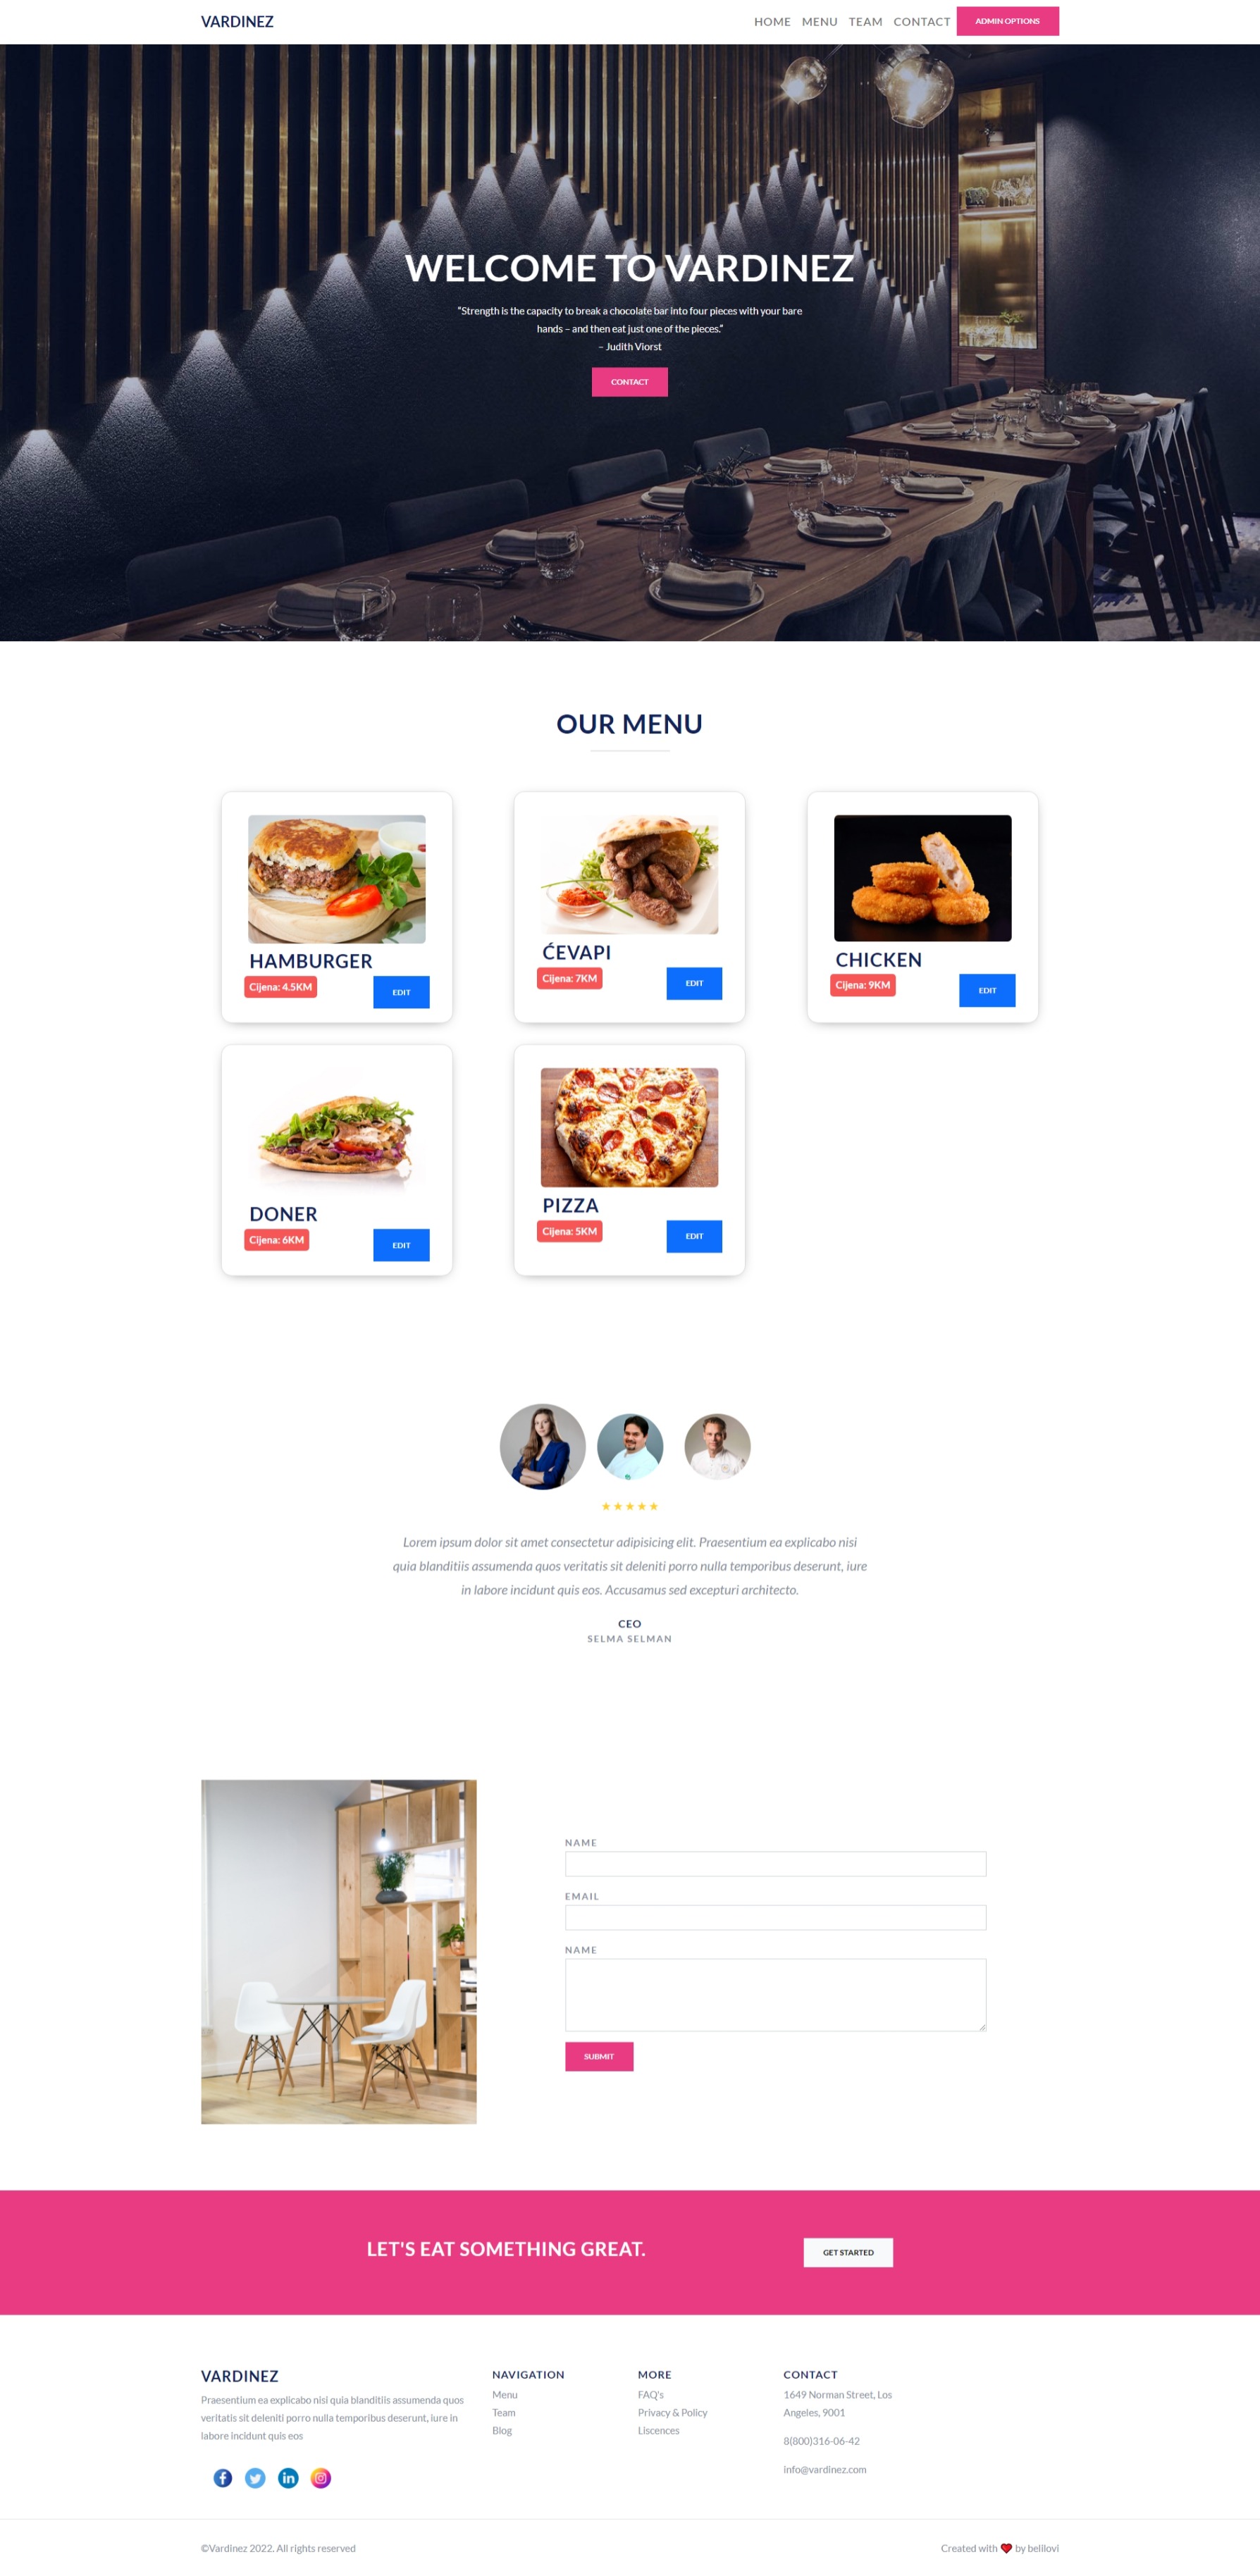 VARDINEZ
HOME MENU TEAM CONTACT ADMIN OPTIONS
WELCOME TO VARDINEZ
"Strength is the capacity to break a chocolate bar into four pieces with your bare
hands – and then eat just one of the pieces."
– Judith Viorst
CONTACT
OUR MENU
HAMBURGER
Cijena: 4.5KM
EDIT
ĆEVAPI
Cijena: 7KM
EDIT
CHICKEN
Cijena: 9KM
EDIT
DONER
Cijena: 6KM
EDIT
PIZZA
Cijena: 5KM
EDIT
Lorem ipsum dolor sit amet consectetur adipisicing elit. Praesentium ea explicabo nisi
quia blanditiis assumenda quos veritatis sit deleniti porro nulla temporibus deserunt, iure
in labore incidunt quis eos. Accusamus sed excepturi architecto.
CEO
SELMA SELMAN
NAME
EMAIL
NAME
SUBMIT
LET'S EAT SOMETHING GREAT.
GET STARTED
VARDINEZ
Praesentium ea explicabo nisi quia blanditiis assumenda quos
veritatis sit deleniti porro nulla temporibus deserunt, iure in
labore incidunt quis eos
NAVIGATION
Menu
Team
Blog
MORE
FAQ's
Privacy & Policy
Liscences
CONTACT
1649 Norman Street, Los
Angeles, 9001
8(800)316-06-42
info@vardinez.com
©Vardinez 2022. All rights reserved
Created with ❤ by belilovi